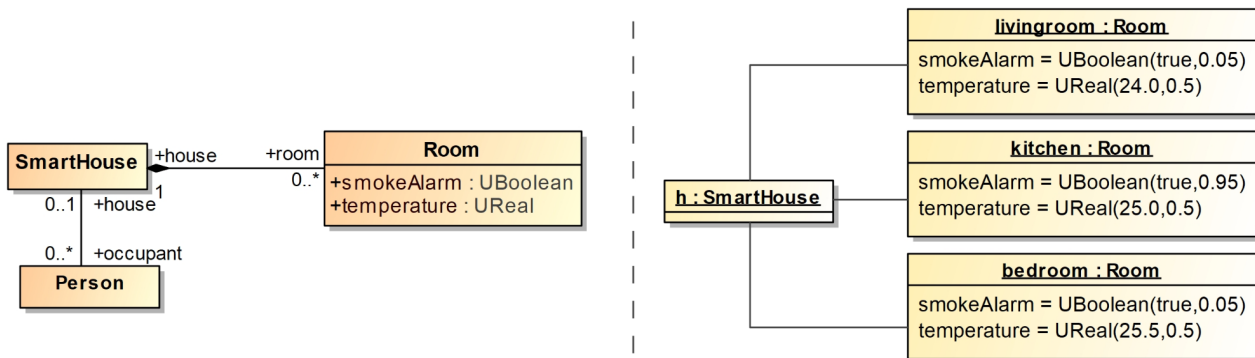 SmartHouse
+house
1
+room
0..*
Room
+smokeAlarm : UBoolean
+temperature : UReal
0..1
+house
0..*
+occupant
Person
h : SmartHouse
livingroom : Room
smokeAlarm = UBoolean(true,0.05)
temperature = UReal(24.0,0.5)
kitchen : Room
smokeAlarm = UBoolean(true,0.95)
temperature = UReal(25.0,0.5)
bedroom : Room
smokeAlarm = UBoolean(true,0.05)
temperature = UReal(25.5,0.5)